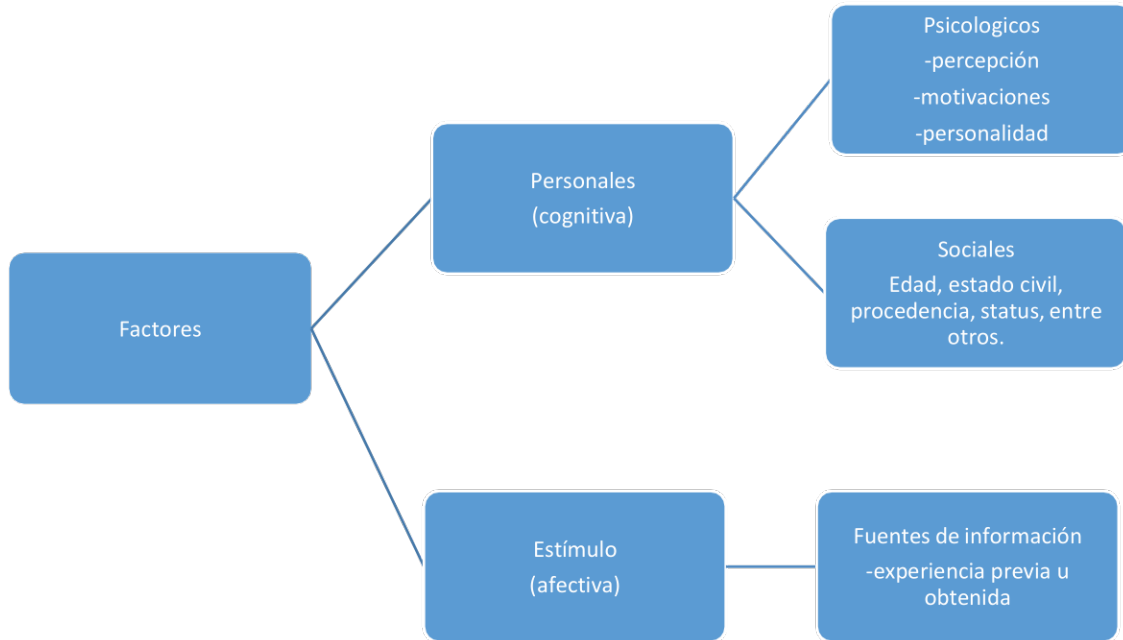 Factores
Personales
(cognitiva)
Psicologicos
-percepción
-motivaciones
-personalidad
Sociales
Edad, estado civil,
procedencia, status, entre
otros.
Estímulo
(afectiva)
Fuentes de información
-experiencia previa u
obtenida